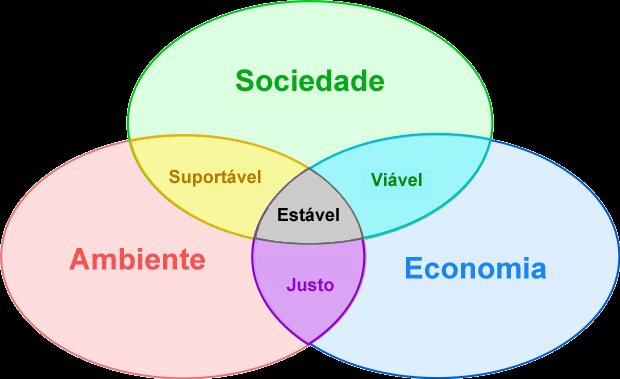 Sociedade
Suportável
Viável
Estável
Ambiente
Economia
Justo